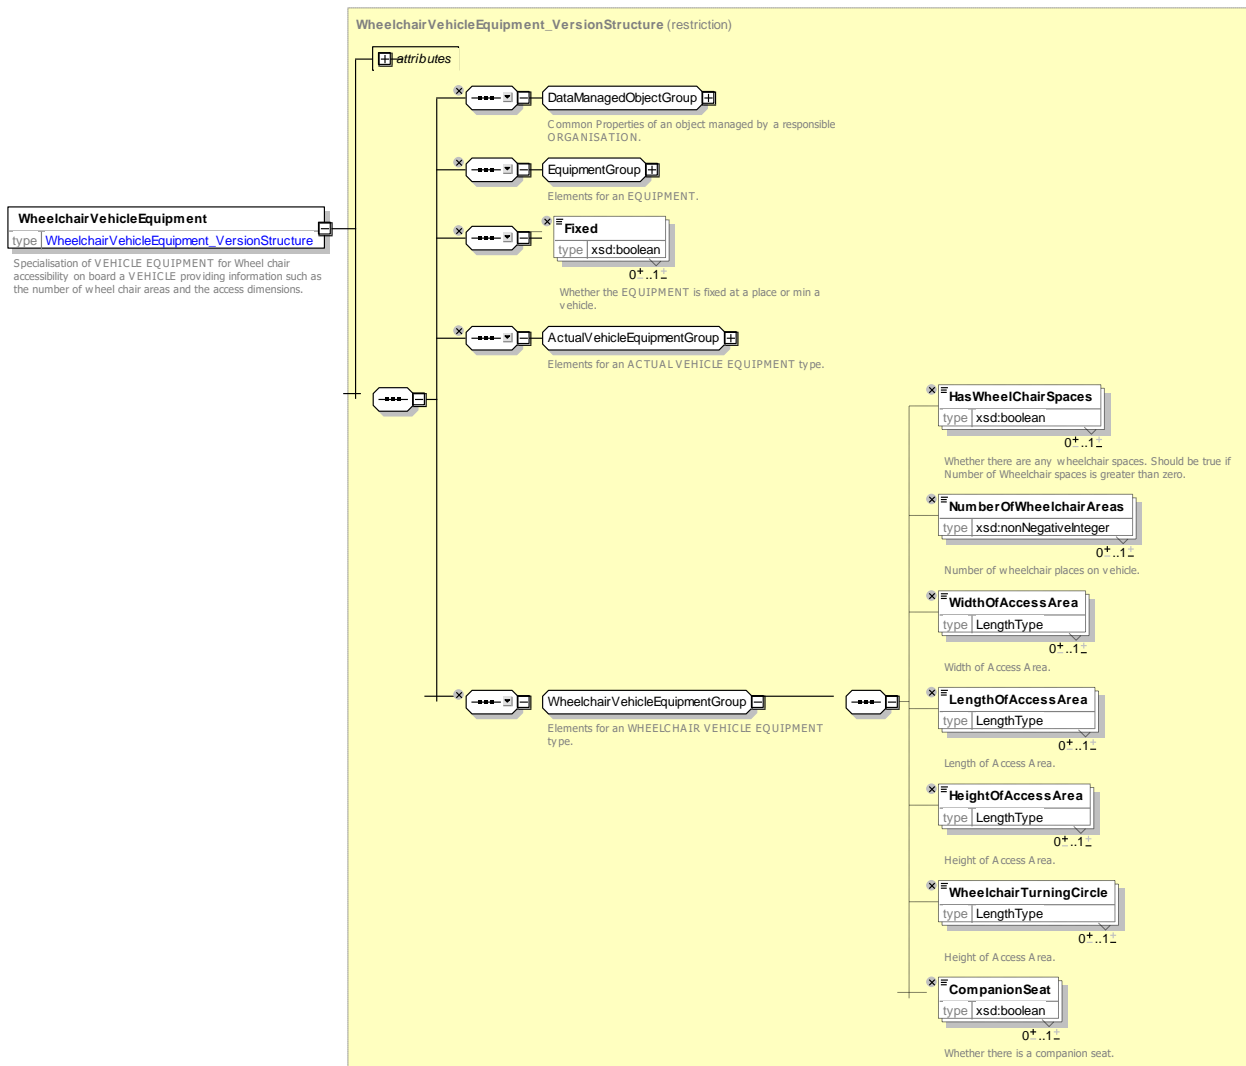 WheelchairVehicleEquipment_VersionStructure (restriction)
attributes
DataManagedObjectGroup
Common Properties of an object managed by a responsible
ORGANISATION.
EquipmentGroup
Elements for an EQUIPMENT.
WheelchairVehicleEquipment
type WheelchairVehicleEquipment_VersionStructure
Specialisation of VEHICLE EQUIPMENT for Wheel chair
accessibility on board a VEHICLE providing information such as
the number of wheel chair areas and the access dimensions.
Fixed
type xsd:boolean
0..1
Whether the EQUIPMENT is fixed at a place or min a
vehicle.
ActualVehicleEquipmentGroup
Elements for an ACTUAL VEHICLE EQUIPMENT type.
WheelchairVehicleEquipmentGroup
Elements for an WHEELCHAIR VEHICLE EQUIPMENT
type.
HasWheelChairSpaces
type xsd:boolean
0..1
Whether there are any wheelchair spaces. Should be true if
Number of Wheelchair spaces is greater than zero.
NumberOfWheelchairAreas
type xsd:nonNegativeInteger
0..1
Number of wheelchair places on vehicle.
WidthOfAccessArea
type LengthType
0..1
Width of Access Area.
LengthOfAccessArea
type LengthType
0..1
Length of Access Area.
HeightOfAccessArea
type LengthType
0..1
Height of Access Area.
WheelchairTurningCircle
type LengthType
0..1
Height of Access Area.
CompanionSeat
type xsd:boolean
0..1
Whether there is a companion seat.